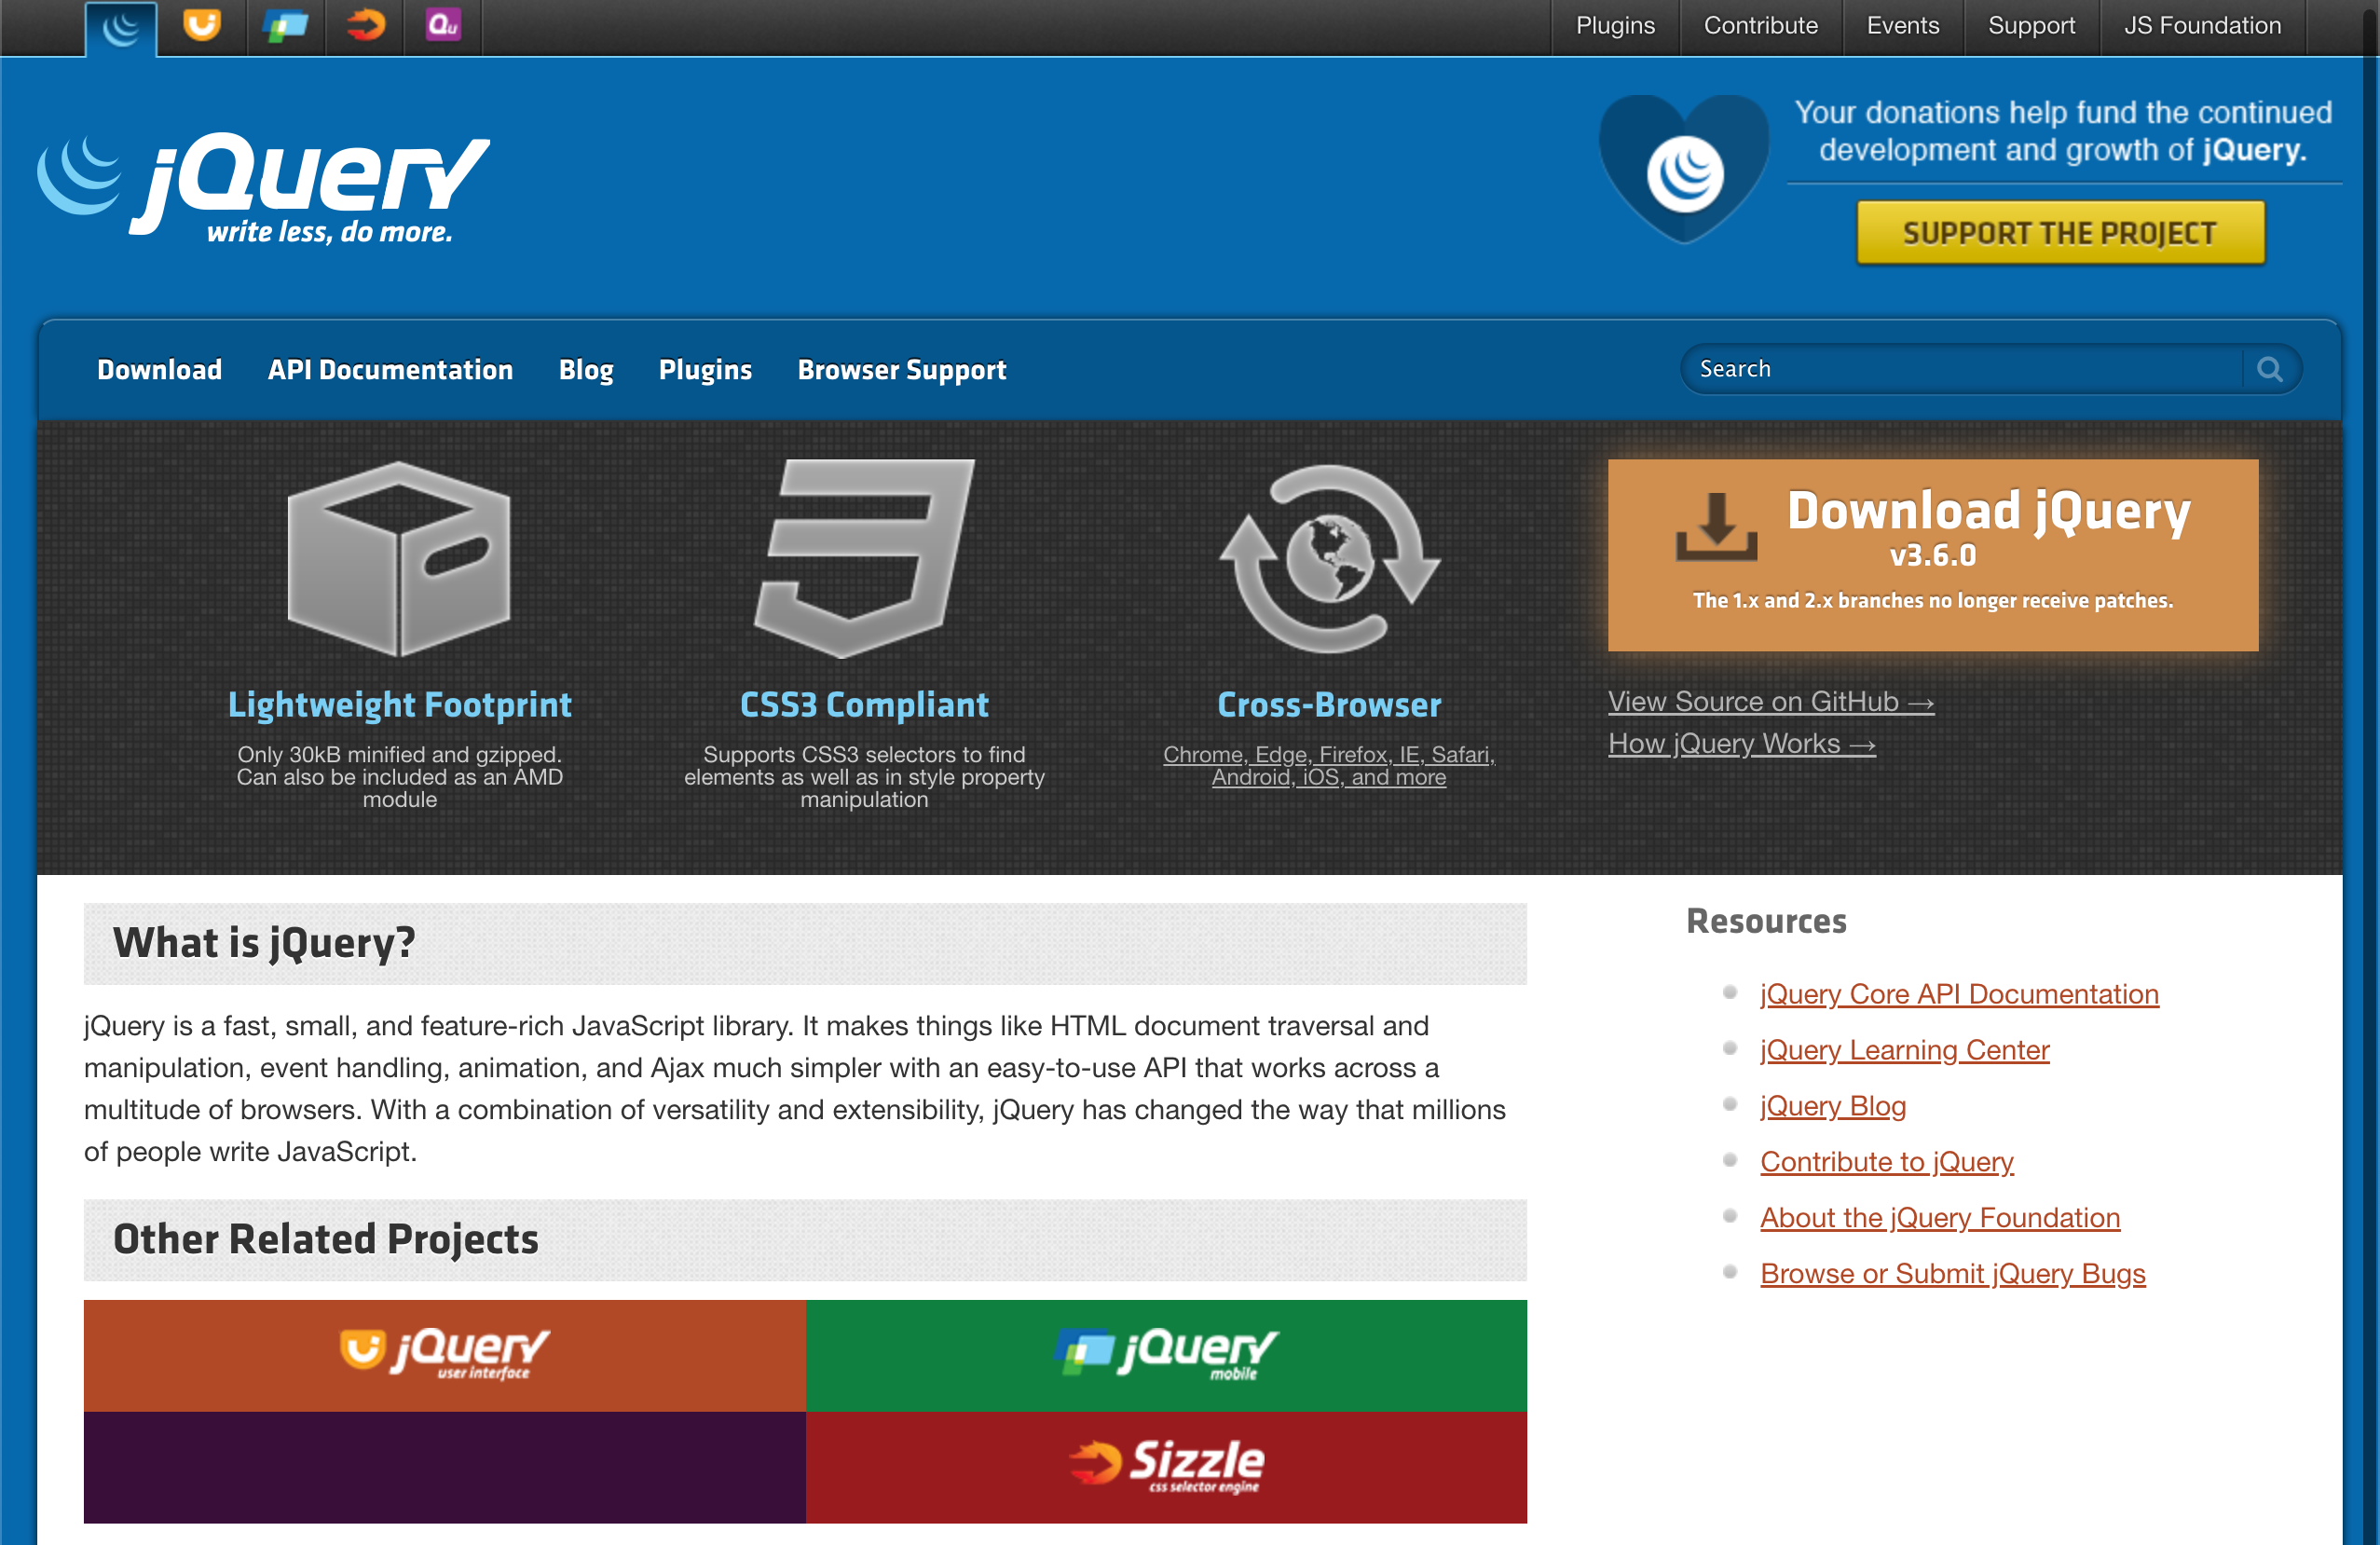 Qu
Plugins
Contribute
Events
Support
JS Foundation
jQuery
write less, do more.
Your donations help fund the continued
development and growth of jQuery.
SUPPORT THE PROJECT
Download
API Documentation
Blog
Plugins
Browser Support
Search
Lightweight Footprint
Only 30kB minified and gzipped.
Can also be included as an AMD
module
CSS3 Compliant
Supports CSS3 selectors to find
elements as well as in style property
manipulation
Cross-Browser
Chrome, Edge, Firefox, IE, Safari,
Android, iOS, and more
Download jQuery
v3.6.0
The 1.x and 2.x branches no longer receive patches.
View Source on GitHub →
How jQuery Works →
What is jQuery?
jQuery is a fast, small, and feature-rich JavaScript library. It makes things like HTML document traversal and
manipulation, event handling, animation, and Ajax much simpler with an easy-to-use API that works across a
multitude of browsers. With a combination of versatility and extensibility, jQuery has changed the way that millions
of people write JavaScript.
Other Related Projects
jQuery
user interface
jQuery
mobile
Sizzle
css selector engine
Resources
jQuery Core API Documentation
jQuery Learning Center
jQuery Blog
Contribute to jQuery
About the jQuery Foundation
Browse or Submit jQuery Bugs